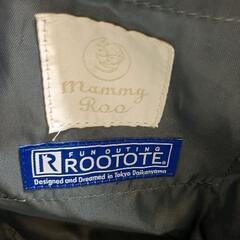 mammy
Roo
FUN OUTING
ROOTOTE®
Designed and Dreamed in Tokyo Daikanyama